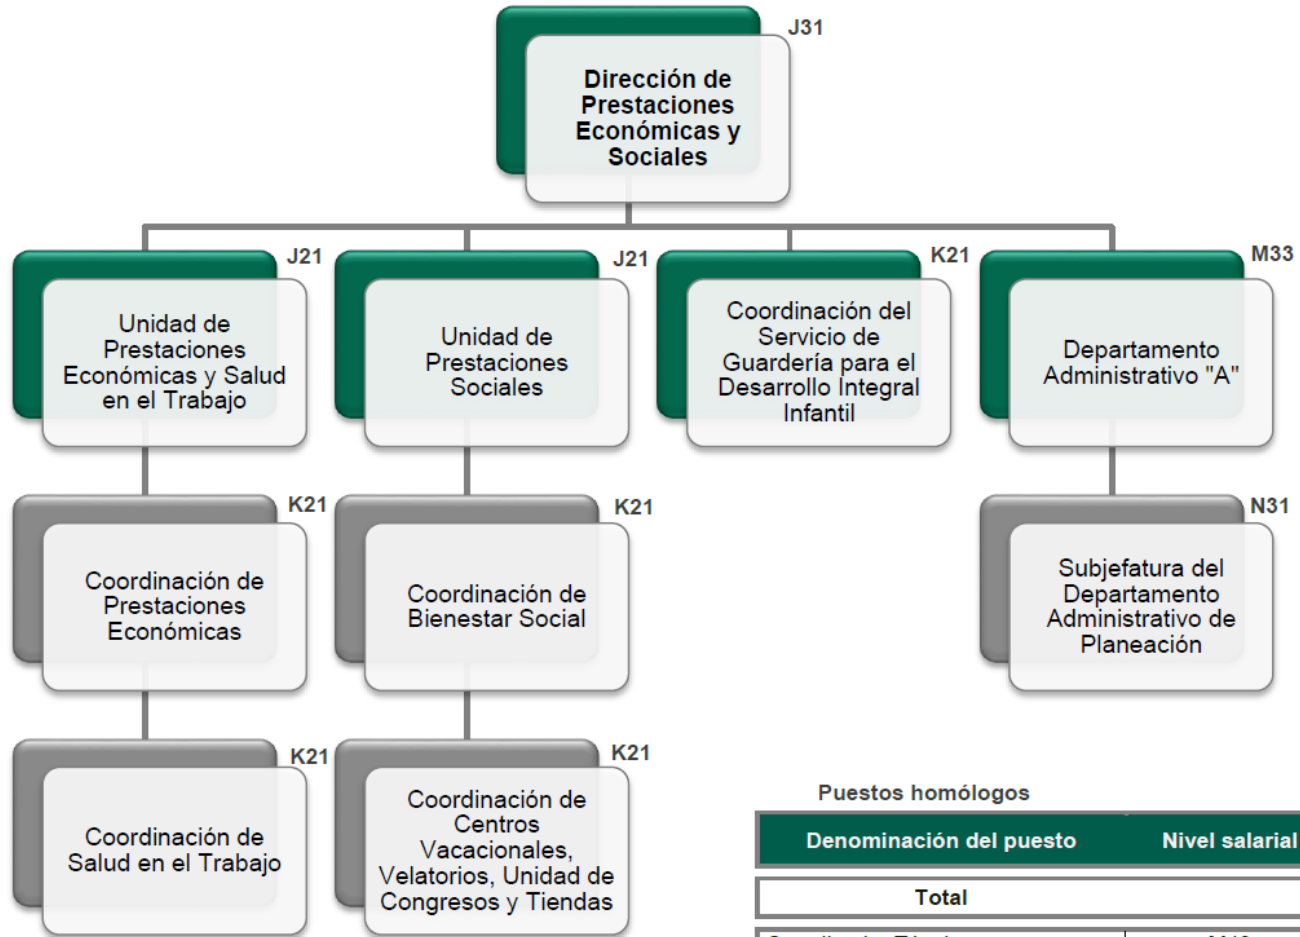 J31
Dirección de
Prestaciones
Económicas y
Sociales
J21
Unidad de
Prestaciones
Económicas y Salud
en el Trabajo
J21
Unidad de
Prestaciones
Sociales
K21
Coordinación del
Servicio de
Guardería para el
Desarrollo Integral
Infantil
M33
Departamento
Administrativo "A"
K21
Coordinación de
Prestaciones
Económicas
K21
Coordinación de
Bienestar Social
N31
Subjefatura del
Departamento
Administrativo de
Planeación
K21
Coordinación de
Salud en el Trabajo
K21
Coordinación de
Centros
Vacacionales,
Velatorios, Unidad de
Congresos y Tiendas
Puestos homólogos
Denominación del puesto Nivel salarial
Total